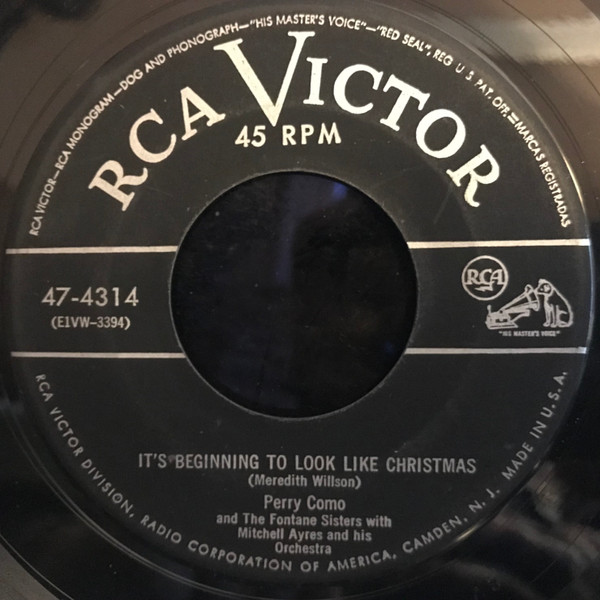 RCA VICTOR—RCA MONOGRAM—DOG AND PHONOGRAPH—"HIS MASTER'S VOICE"—"RED SEAL", REG U S PAT. OFF.—MARCAS REGISTRADAS
RCA VICTOR
45 RPM
47-4314
(E1VW-3394)
RCA
"HIS MASTER'S VOICE"
IT'S BEGINNING TO LOOK LIKE CHRISTMAS
(Meredith Willson)
Perry Como
and The Fontane Sisters with
Mitchell Ayres and his
Orchestra
RCA VICTOR DIVISION, RADIO CORPORATION OF AMERICA, CAMDEN, N. J. MADE IN U. S. A.